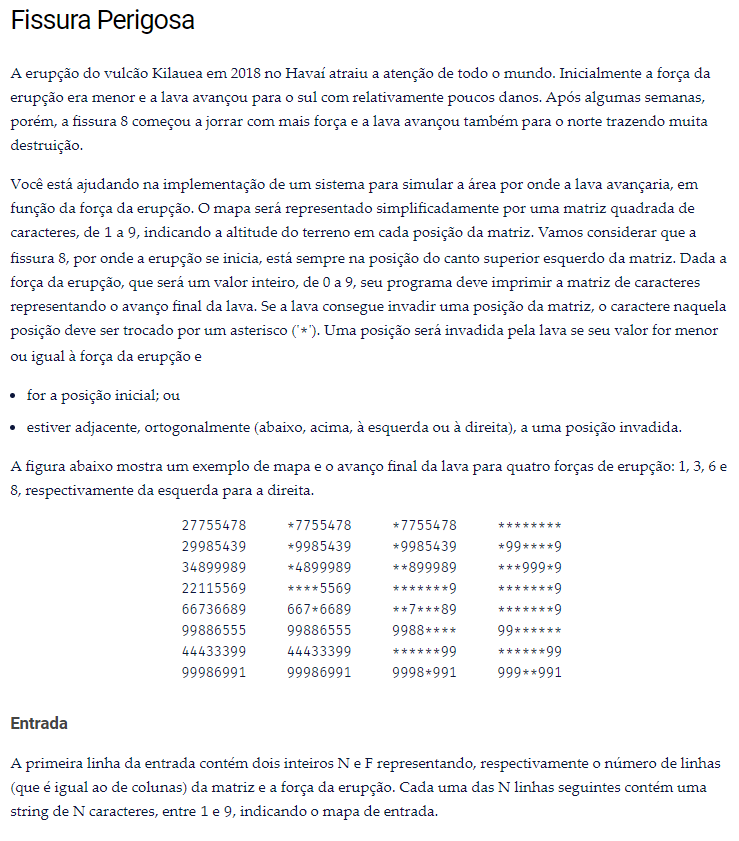 Fissura Perigosa
A erupção do vulcão Kilauea em 2018 no Havaí atraiu a atenção de todo o mundo. Inicialmente a força da
erupção era menor e a lava avançou para o sul com relativamente poucos danos. Após algumas semanas,
porém, a fissura 8 começou a jorrar com mais força e a lava avançou também para o norte trazendo muita
destruição.
Você está ajudando na implementação de um sistema para simular a área por onde a lava avançaria, em
função da força da erupção. O mapa será representado simplificadamente por uma matriz quadrada de
caracteres, de 1 a 9, indicando a altitude do terreno em cada posição da matriz. Vamos considerar que a
fissura 8, por onde a erupção se inicia, está sempre na posição do canto superior esquerdo da matriz. Dada a
força da erupção, que será um valor inteiro, de 0 a 9, seu programa deve imprimir a matriz de caracteres
representando o avanço final da lava. Se a lava consegue invadir uma posição da matriz, o caractere naquela
posição deve ser trocado por um asterisco ('*'). Uma posição será invadida pela lava se seu valor for menor
ou igual à força da erupção e
• for a posição inicial; ou
• estiver adjacente, ortogonalmente (abaixo, acima, à esquerda ou à direita), a uma posição invadida.
A figura abaixo mostra um exemplo de mapa e o avanço final da lava para quatro forças de erupção: 1, 3, 6 e
8, respectivamente da esquerda para a direita.
27755478 *7755478 *7755478 ********
29985439 *9985439 *9985439 *99****9
34899989 *4899989 **899989 ***999*9
22115569 ****5569 *******9 *******9
66736689 667*6689 **7***89 *******9
99886555 99886555 9988**** 99******
44433399 44433399 ******99 ******99
99986991 99986991 9998*991 999**991
Entrada
A primeira linha da entrada contém dois inteiros N e F representando, respectivamente o número de linhas
(que é igual ao de colunas) da matriz e a força da erupção. Cada uma das N linhas seguintes contém uma
string de N caracteres, entre 1 e 9, indicando o mapa de entrada.